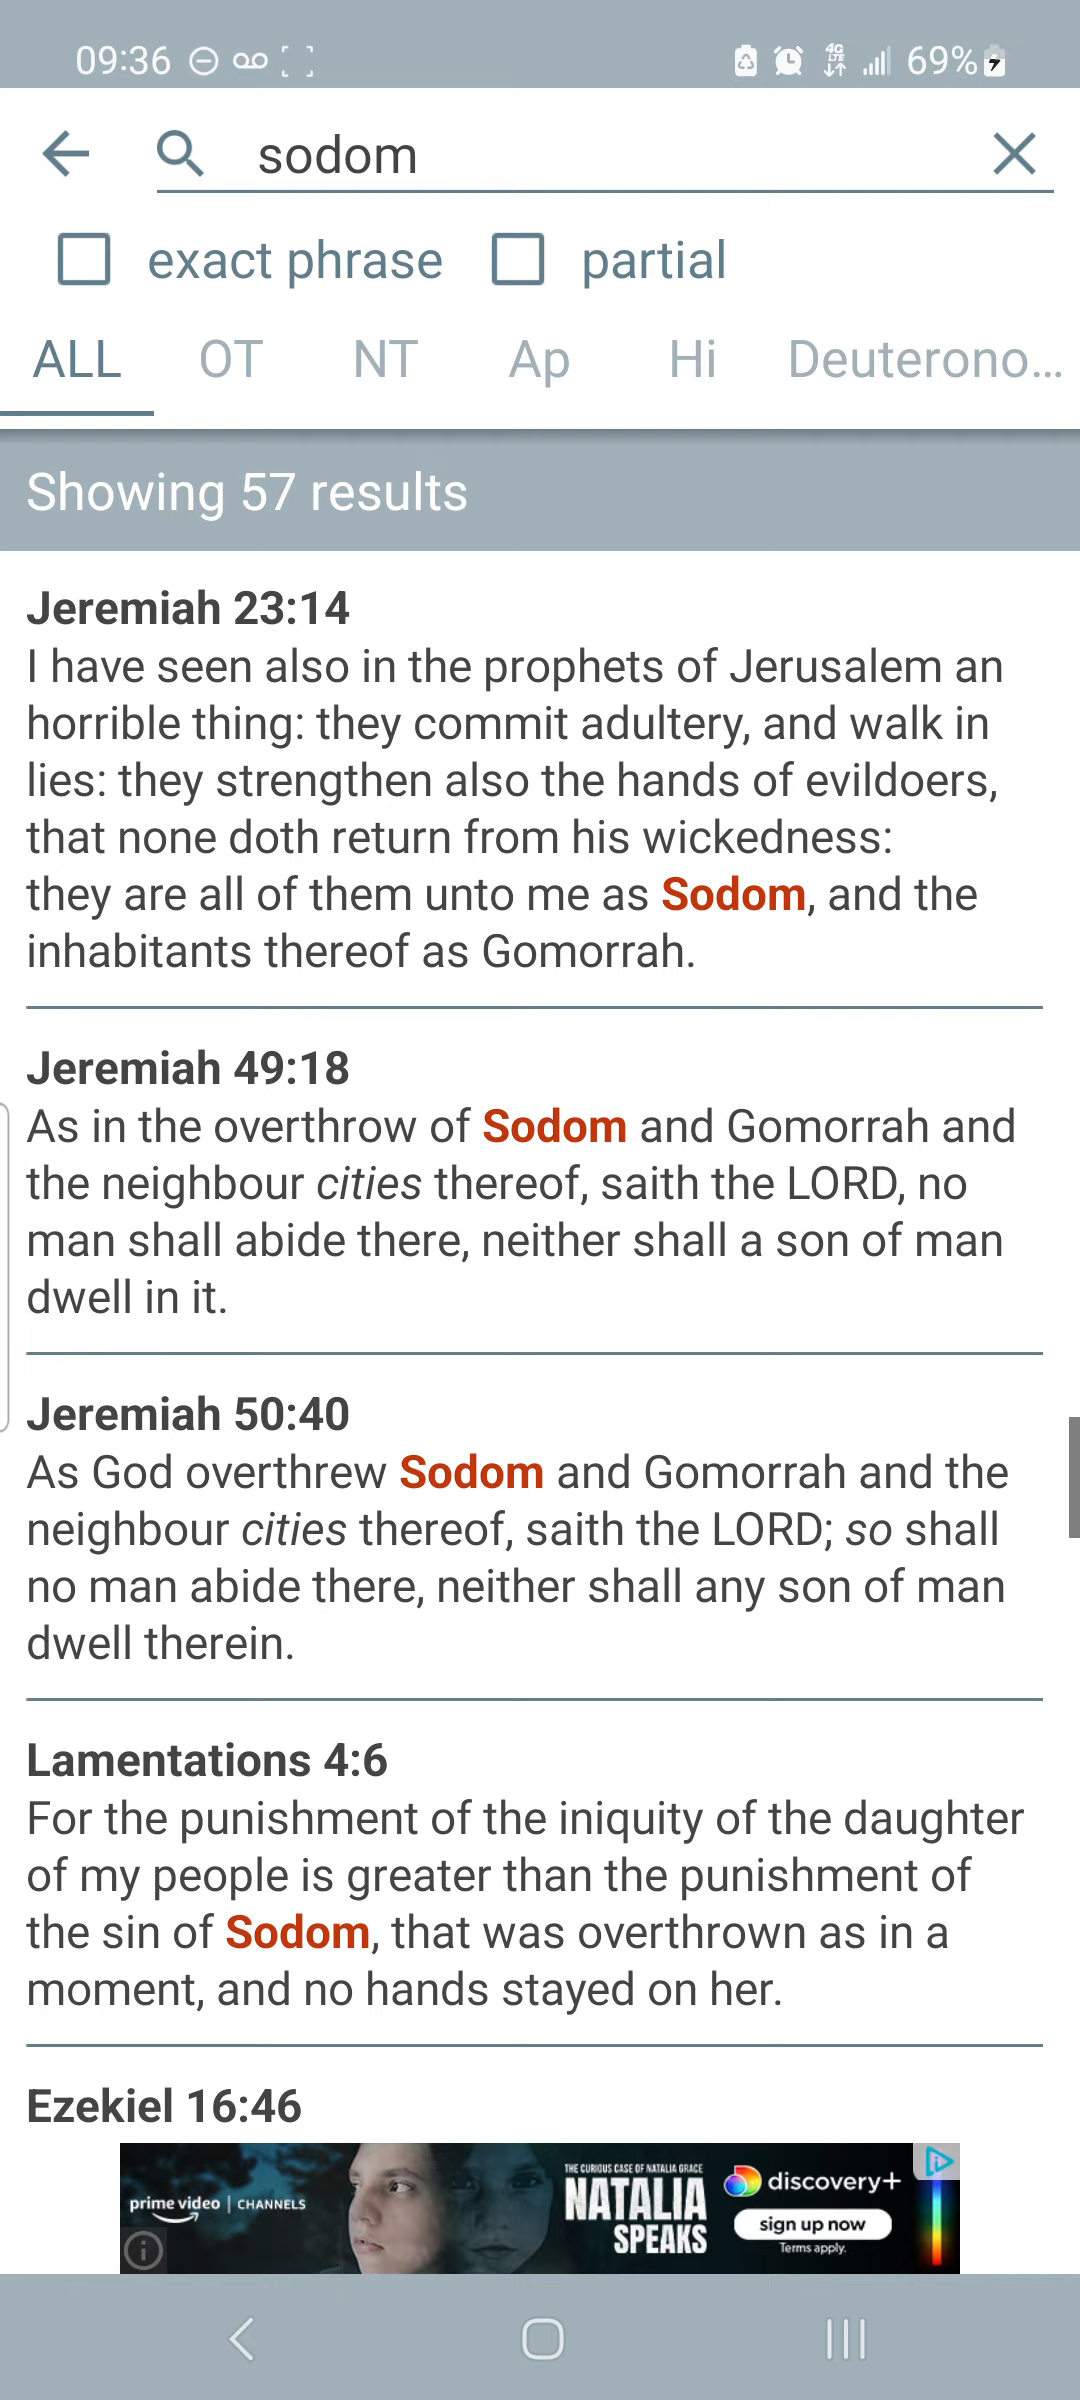 09:36 69%
sodom
exact phrase partial
ALL OT NT Ap Hi Deuterono...
Showing 57 results
Jeremiah 23:14
I have seen also in the prophets of Jerusalem an
horrible thing: they commit adultery, and walk in
lies: they strengthen also the hands of evildoers,
that none doth return from his wickedness:
they are all of them unto me as Sodom, and the
inhabitants thereof as Gomorrah.
Jeremiah 49:18
As in the overthrow of Sodom and Gomorrah and
the neighbour cities thereof, saith the LORD, no
man shall abide there, neither shall a son of man
dwell in it.
Jeremiah 50:40
As God overthrew Sodom and Gomorrah and the
neighbour cities thereof, saith the LORD; so shall
no man abide there, neither shall any son of man
dwell therein.
Lamentations 4:6
For the punishment of the iniquity of the daughter
of my people is greater than the punishment of
the sin of Sodom, that was overthrown as in a
moment, and no hands stayed on her.
Ezekiel 16:46
prime video | CHANNELS
THE CURIOUS CASE OF NATALIA GRACE
NATALIA
SPEAKS
discovery+
sign up now
Terms apply.